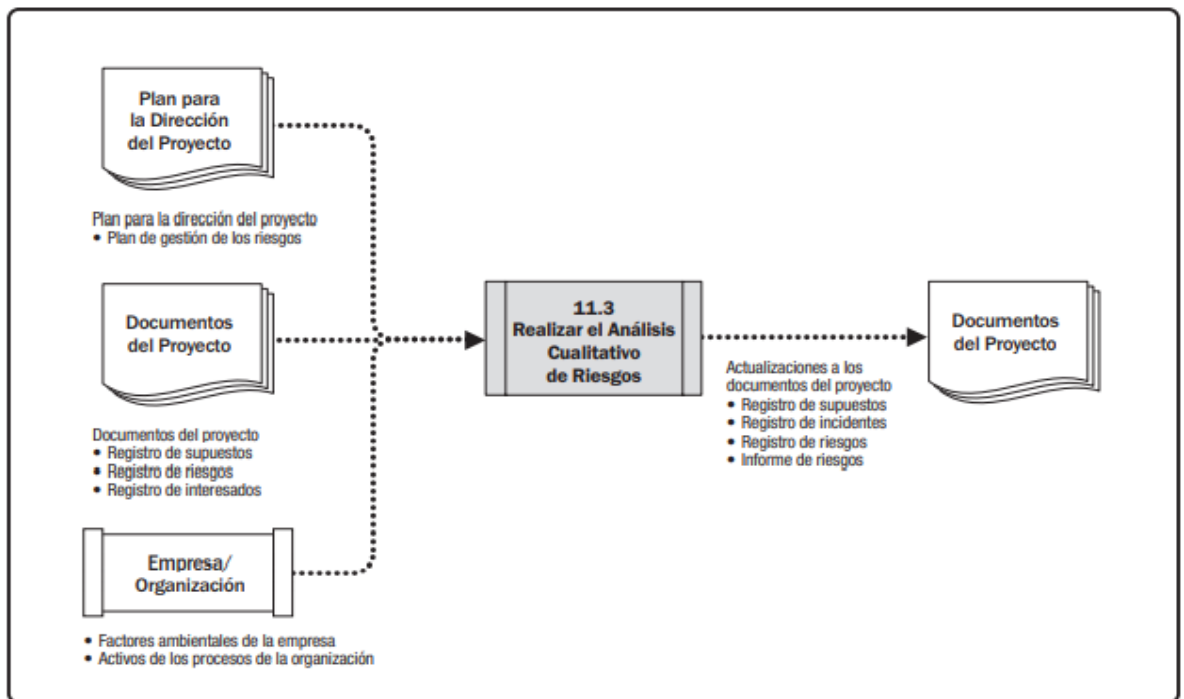 Plan para
la Dirección
del Proyecto
Plan para la dirección del proyecto
• Plan de gestión de los riesgos
Documentos
del Proyecto
Documentos del proyecto
• Registro de supuestos
• Registro de riesgos
• Registro de interesados
Empresa/
Organización
• Factores ambientales de la empresa
• Activos de los procesos de la organización
11.3
Realizar el Análisis
Cualitativo
de Riesgos
Actualizaciones a los
documentos del proyecto
• Registro de supuestos
• Registro de incidentes
• Registro de riesgos
• Informe de riesgos
Documentos
del Proyecto